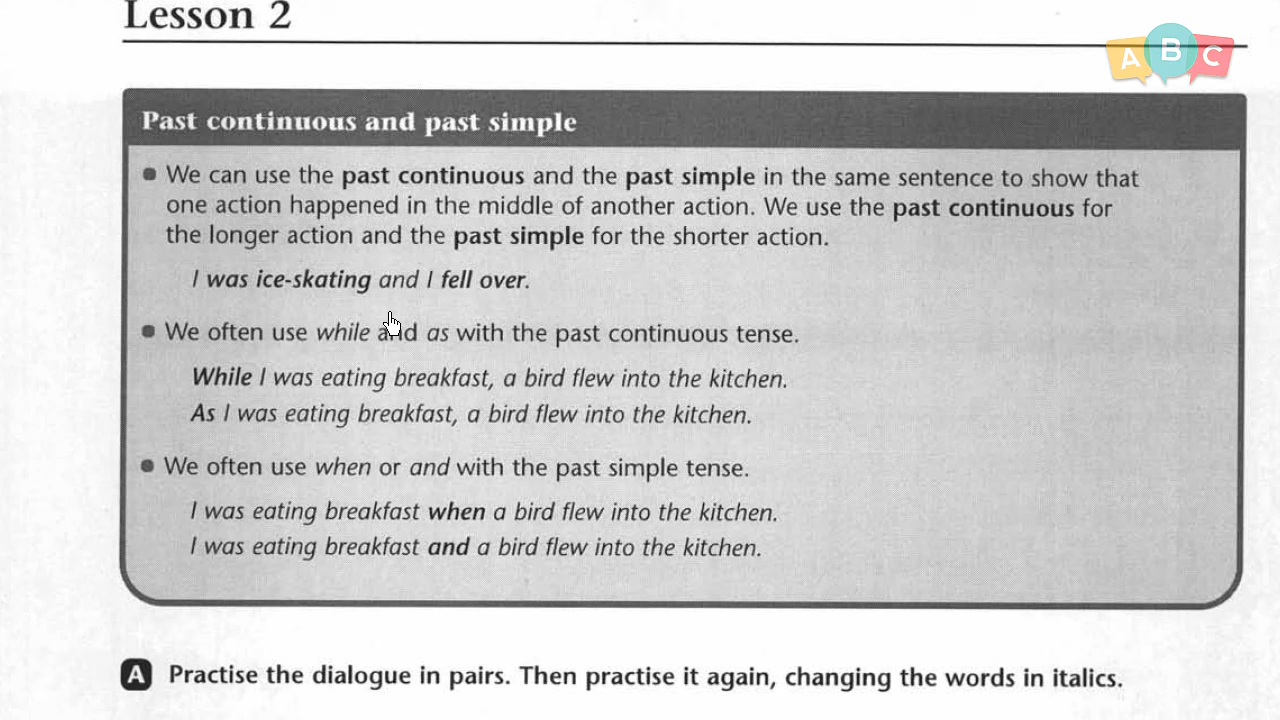 Lesson 2
A B C
Past continuous and past simple
• We can use the past continuous and the past simple in the same sentence to show that
one action happened in the middle of another action. We use the past continuous for
the longer action and the past simple for the shorter action.
I was ice-skating and I fell over.
• We often use while and as with the past continuous tense.
While I was eating breakfast, a bird flew into the kitchen.
As I was eating breakfast, a bird flew into the kitchen.
• We often use when or and with the past simple tense.
I was eating breakfast when a bird flew into the kitchen.
I was eating breakfast and a bird flew into the kitchen.
A Practise the dialogue in pairs. Then practise it again, changing the words in italics.